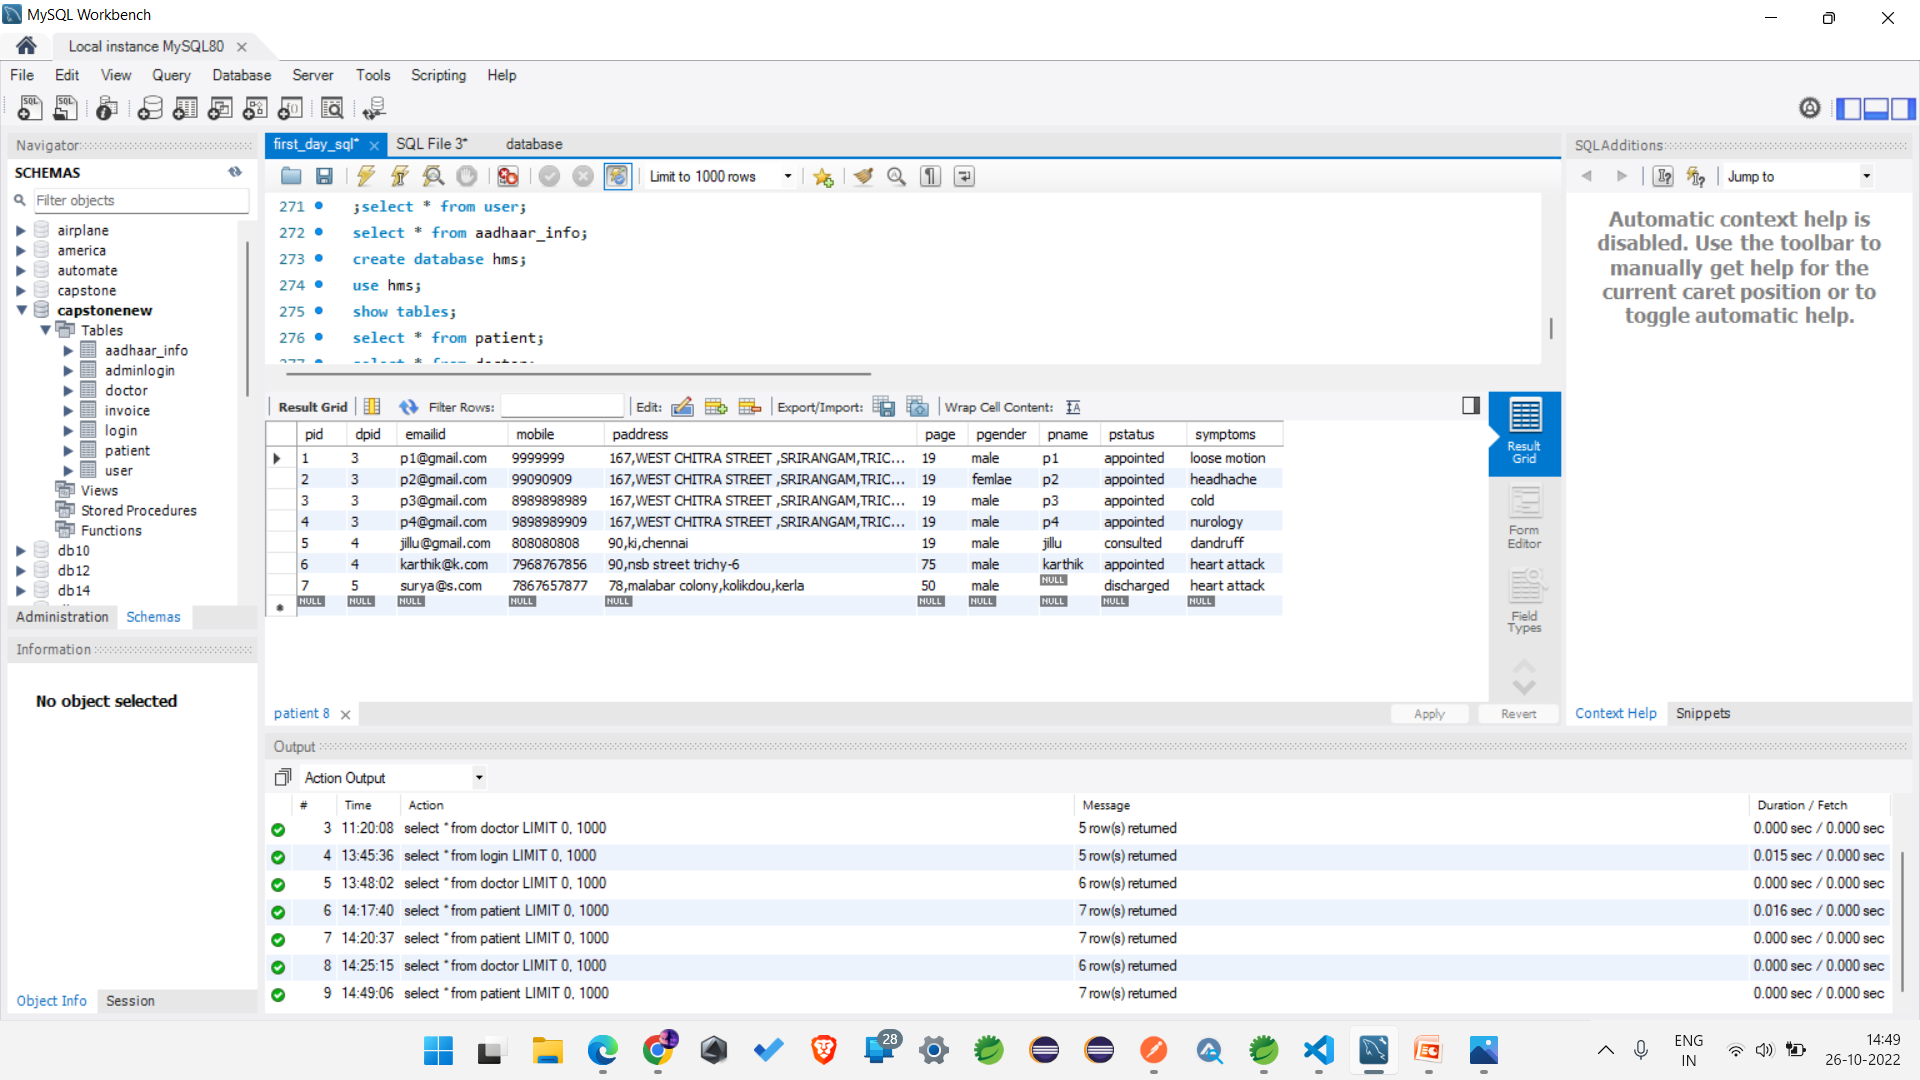 MySQL Workbench
Local instance MySQL80
File Edit View Query Database Server Tools Scripting Help
Navigator
SCHEMAS
Filter objects
airplane
america
automate
capstone
capstonenew
Tables
aadhaar_info
adminlogin
doctor
invoice
login
patient
user
Views
Stored Procedures
Functions
db10
db12
db14
Administration Schemas
Information
No object selected
Object Info Session
first_day_sql* SQL File 3* database
Limit to 1000 rows
271 ;select * from user;
272 select * from aadhaar_info;
273 create database hms;
274 use hms;
275 show tables;
276 select * from patient;
Result Grid Filter Rows: Edit: Export/Import: Wrap Cell Content:
pid dpid emailid mobile paddress page pgender pname pstatus symptoms
1 3 p1@gmail.com 9999999 167,WEST CHITRA STREET ,SRIRANGAM,TRIC... 19 male p1 appointed loose motion
2 3 p2@gmail.com 99090909 167,WEST CHITRA STREET ,SRIRANGAM,TRIC... 19 femlae p2 appointed headhache
3 3 p3@gmail.com 8989898989 167,WEST CHITRA STREET ,SRIRANGAM,TRIC... 19 male p3 appointed cold
4 3 p4@gmail.com 9898989909 167,WEST CHITRA STREET ,SRIRANGAM,TRIC... 19 male p4 appointed nurology
5 4 jillu@gmail.com 808080808 90,ki,chennai 19 male jillu consulted dandruff
6 4 karthik@k.com 7968767856 90,nsb street trichy-6 75 male karthik appointed heart attack
7 5 surya@s.com 7867657877 78,malabar colony,kolikdou,kerla 50 male NULL discharged heart attack
NULL NULL NULL NULL NULL NULL NULL NULL NULL NULL
Result Grid
Form Editor
Field Types
patient 8 Apply Revert
SQLAdditions
Jump to
Automatic context help is
disabled. Use the toolbar to
manually get help for the
current caret position or to
toggle automatic help.
Context Help Snippets
Output
Action Output
# Time Action Message Duration / Fetch
3 11:20:08 select * from doctor LIMIT 0, 1000 5 row(s) returned 0.000 sec / 0.000 sec
4 13:45:36 select * from login LIMIT 0, 1000 5 row(s) returned 0.015 sec / 0.000 sec
5 13:48:02 select * from doctor LIMIT 0, 1000 6 row(s) returned 0.000 sec / 0.000 sec
6 14:17:40 select * from patient LIMIT 0, 1000 7 row(s) returned 0.016 sec / 0.000 sec
7 14:20:37 select * from patient LIMIT 0, 1000 7 row(s) returned 0.000 sec / 0.000 sec
8 14:25:15 select * from doctor LIMIT 0, 1000 6 row(s) returned 0.000 sec / 0.000 sec
9 14:49:06 select * from patient LIMIT 0, 1000 7 row(s) returned 0.000 sec / 0.000 sec
28
ENG
IN
14:49
26-10-2022